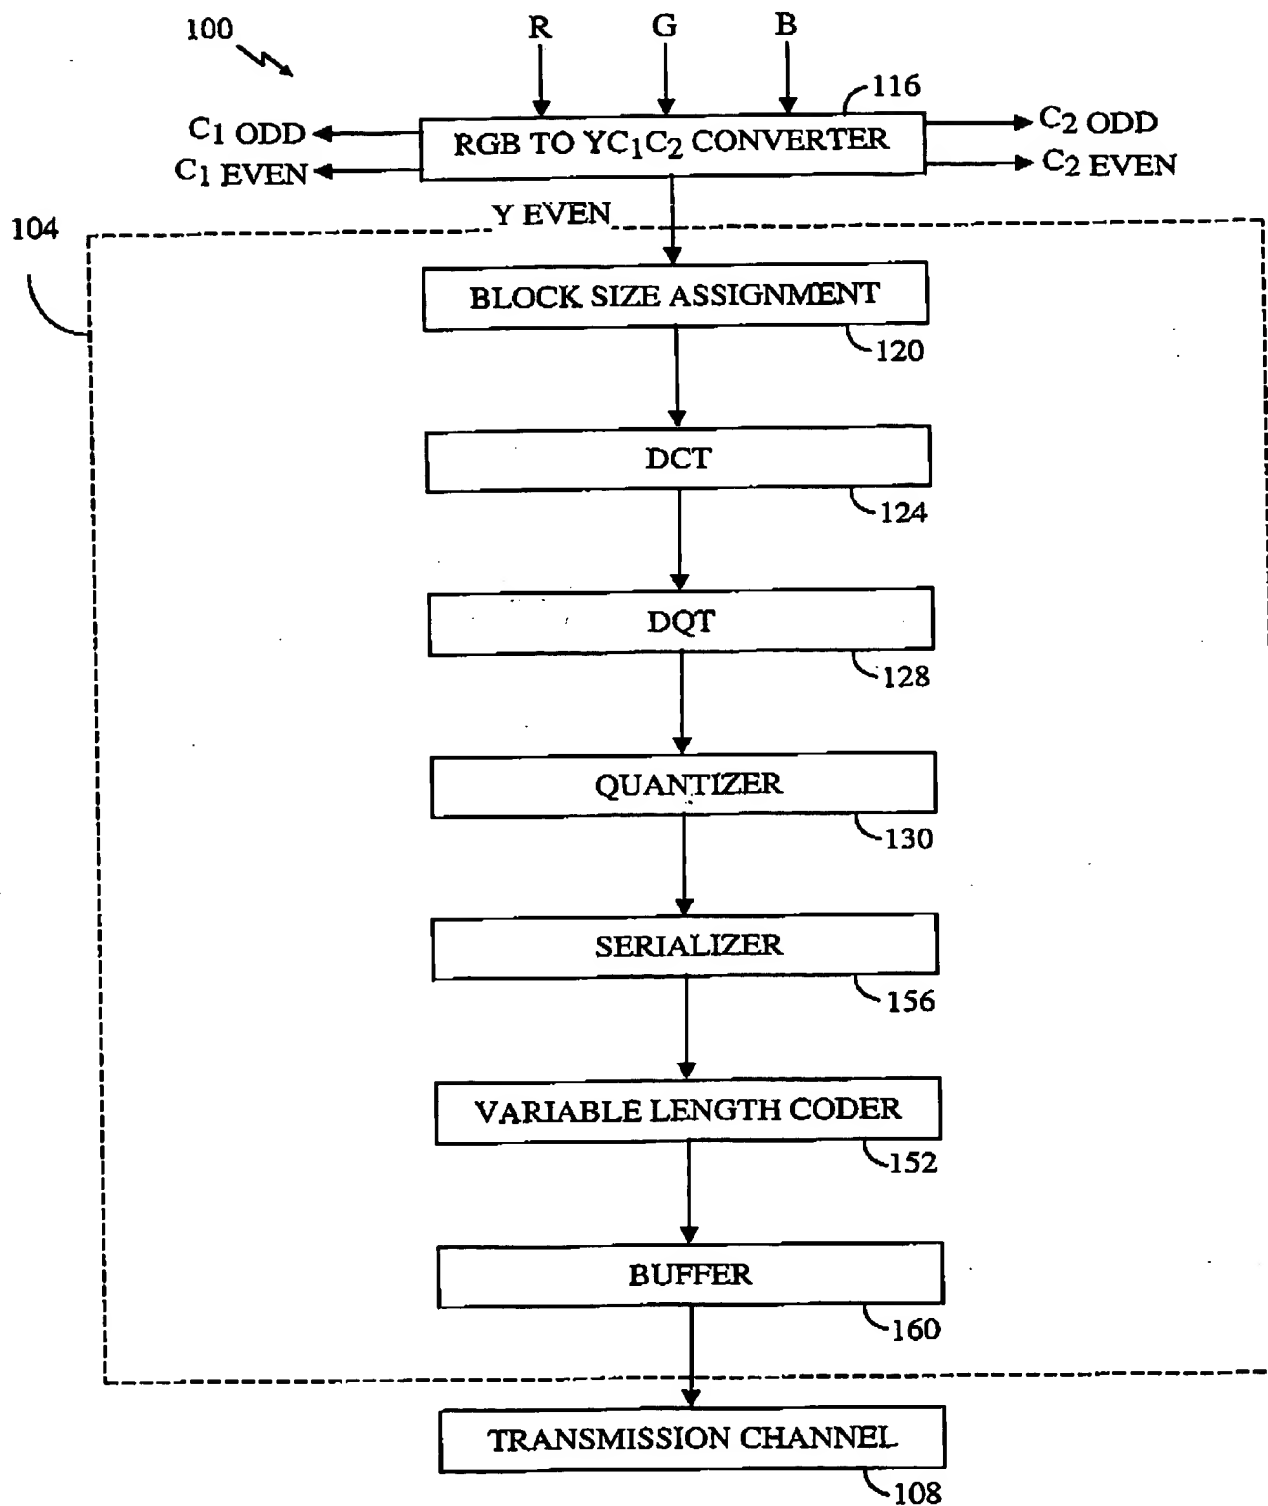 100
R G B
116
C1 ODD
RGB TO YC1C2 CONVERTER
C2 ODD
C1 EVEN
C2 EVEN
Y EVEN
104
BLOCK SIZE ASSIGNMENT
120
DCT
124
DQT
128
QUANTIZER
130
SERIALIZER
156
VARIABLE LENGTH CODER
152
BUFFER
160
TRANSMISSION CHANNEL
108